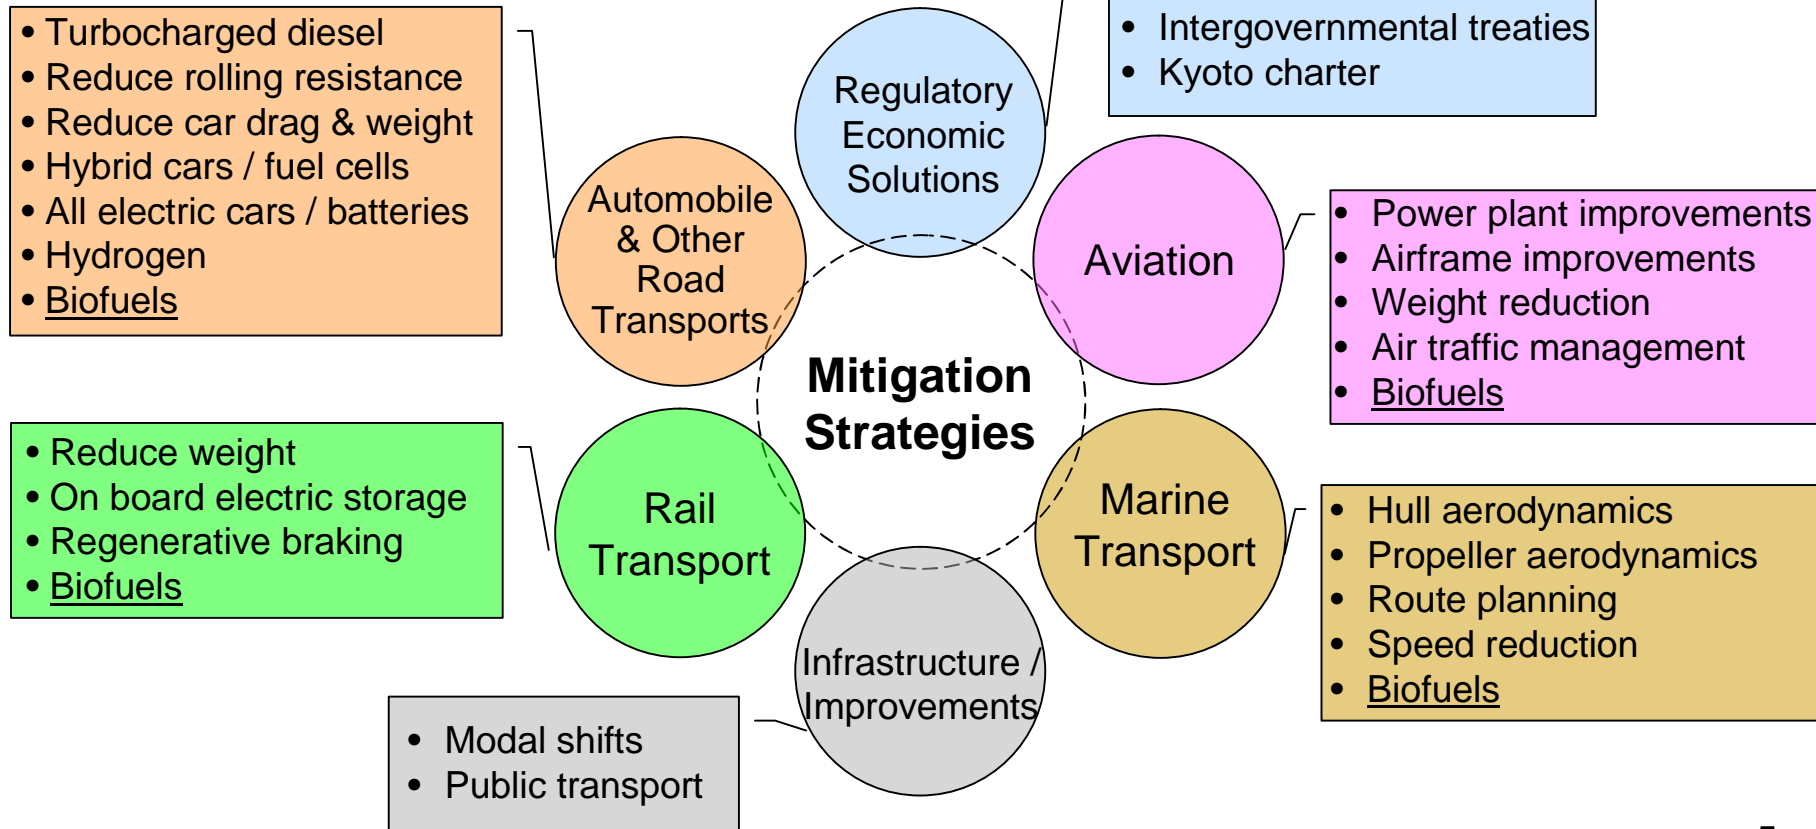 • Turbocharged diesel
• Reduce rolling resistance
• Reduce car drag & weight
• Hybrid cars / fuel cells
• All electric cars / batteries
• Hydrogen
• Biofuels
Regulatory
Economic
Solutions
• Intergovernmental treaties
• Kyoto charter
Automobile
& Other
Road
Transports
Aviation
• Power plant improvements
• Airframe improvements
• Weight reduction
• Air traffic management
• Biofuels
Mitigation
Strategies
• Reduce weight
• On board electric storage
• Regenerative braking
• Biofuels
Rail
Transport
Marine
Transport
• Hull aerodynamics
• Propeller aerodynamics
• Route planning
• Speed reduction
• Biofuels
Infrastructure /
Improvements
• Modal shifts
• Public transport